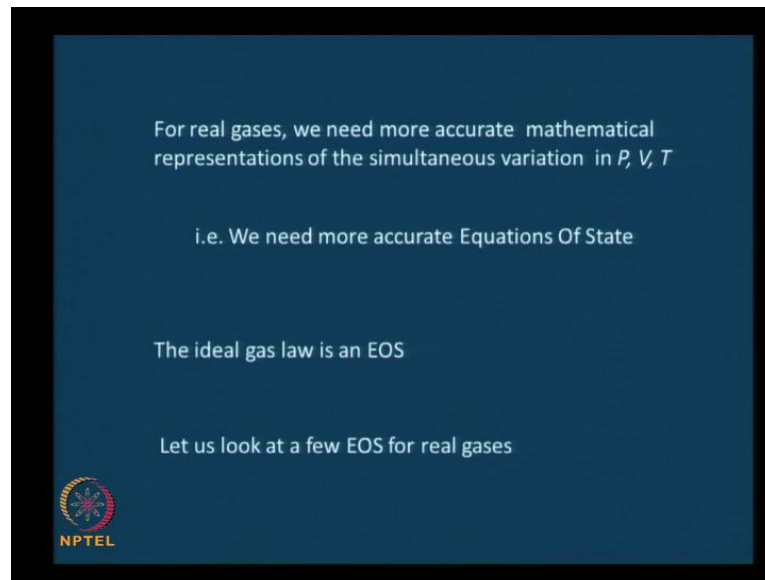 For real gases, we need more accurate mathematical
representations of the simultaneous variation in P, V, T
i.e. We need more accurate Equations Of State
The ideal gas law is an EOS
Let us look at a few EOS for real gases
NPTEL